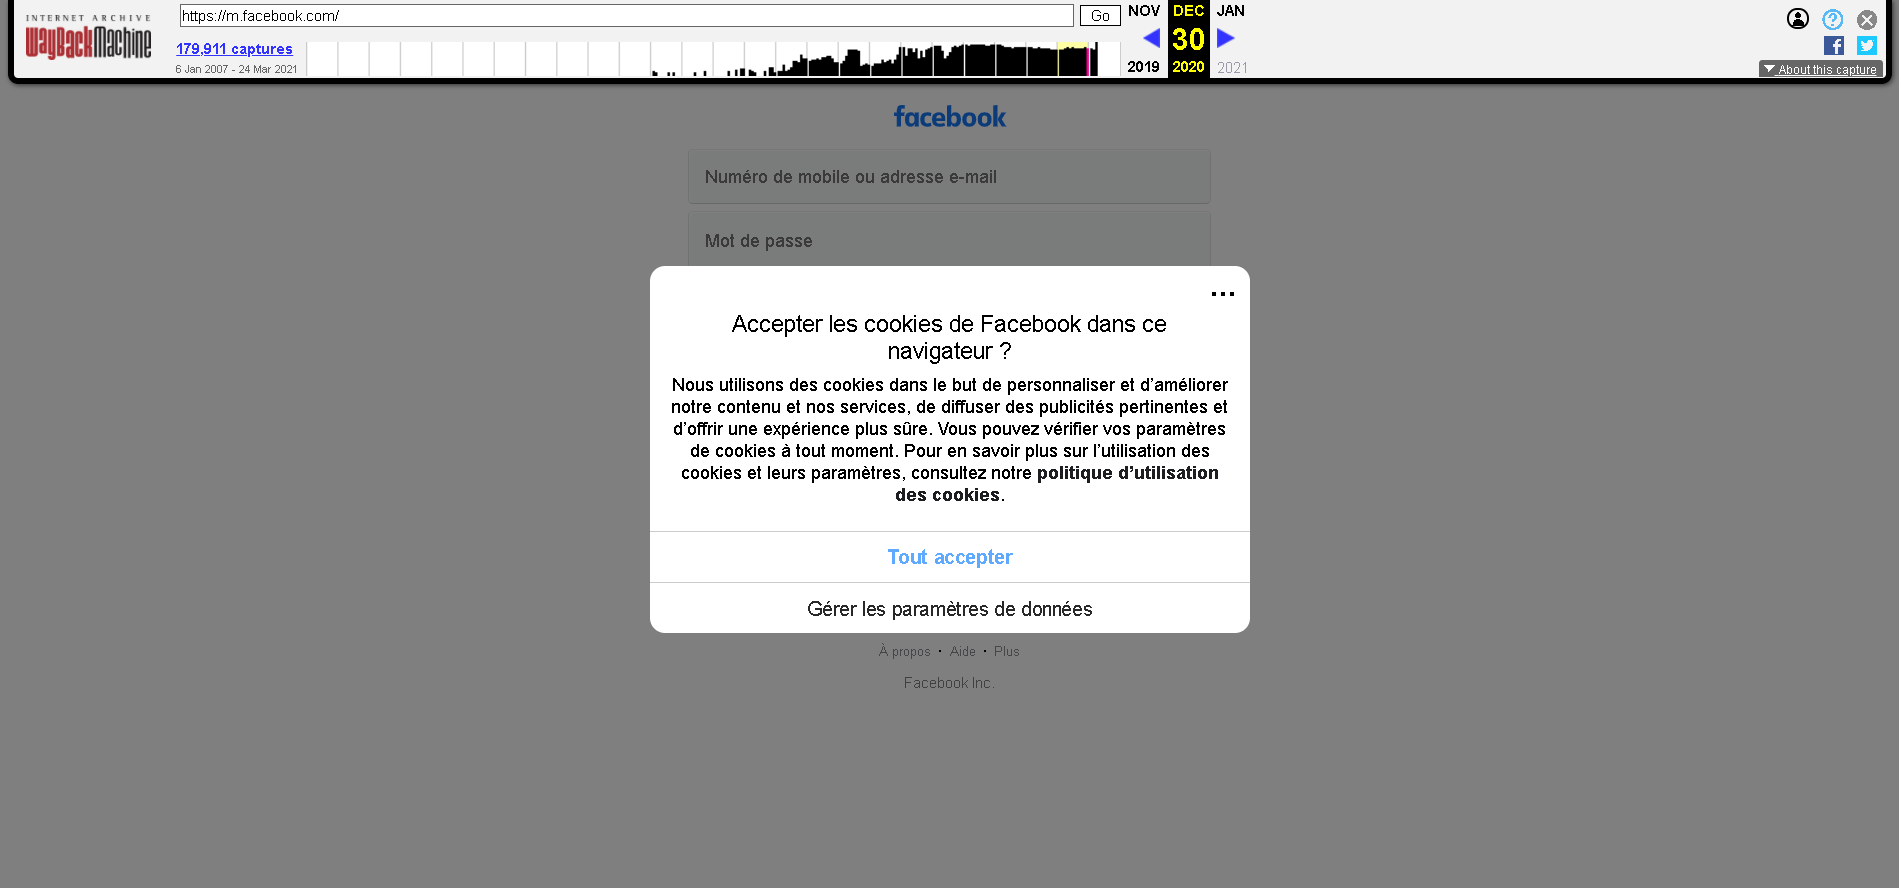 INTERNET ARCHIVE
WayBackMachine
https://m.facebook.com/
Go
179,911 captures
6 Jan 2007 - 24 Mar 2021
NOV DEC JAN
30
2019 2020 2021
About this capture
facebook
Numéro de mobile ou adresse e-mail
Mot de passe
...
Accepter les cookies de Facebook dans ce
navigateur ?
Nous utilisons des cookies dans le but de personnaliser et d’améliorer
notre contenu et nos services, de diffuser des publicités pertinentes et
d’offrir une expérience plus sûre. Vous pouvez vérifier vos paramètres
de cookies à tout moment. Pour en savoir plus sur l’utilisation des
cookies et leurs paramètres, consultez notre politique d’utilisation
des cookies.
Tout accepter
Gérer les paramètres de données
À propos · Aide · Plus
Facebook Inc.